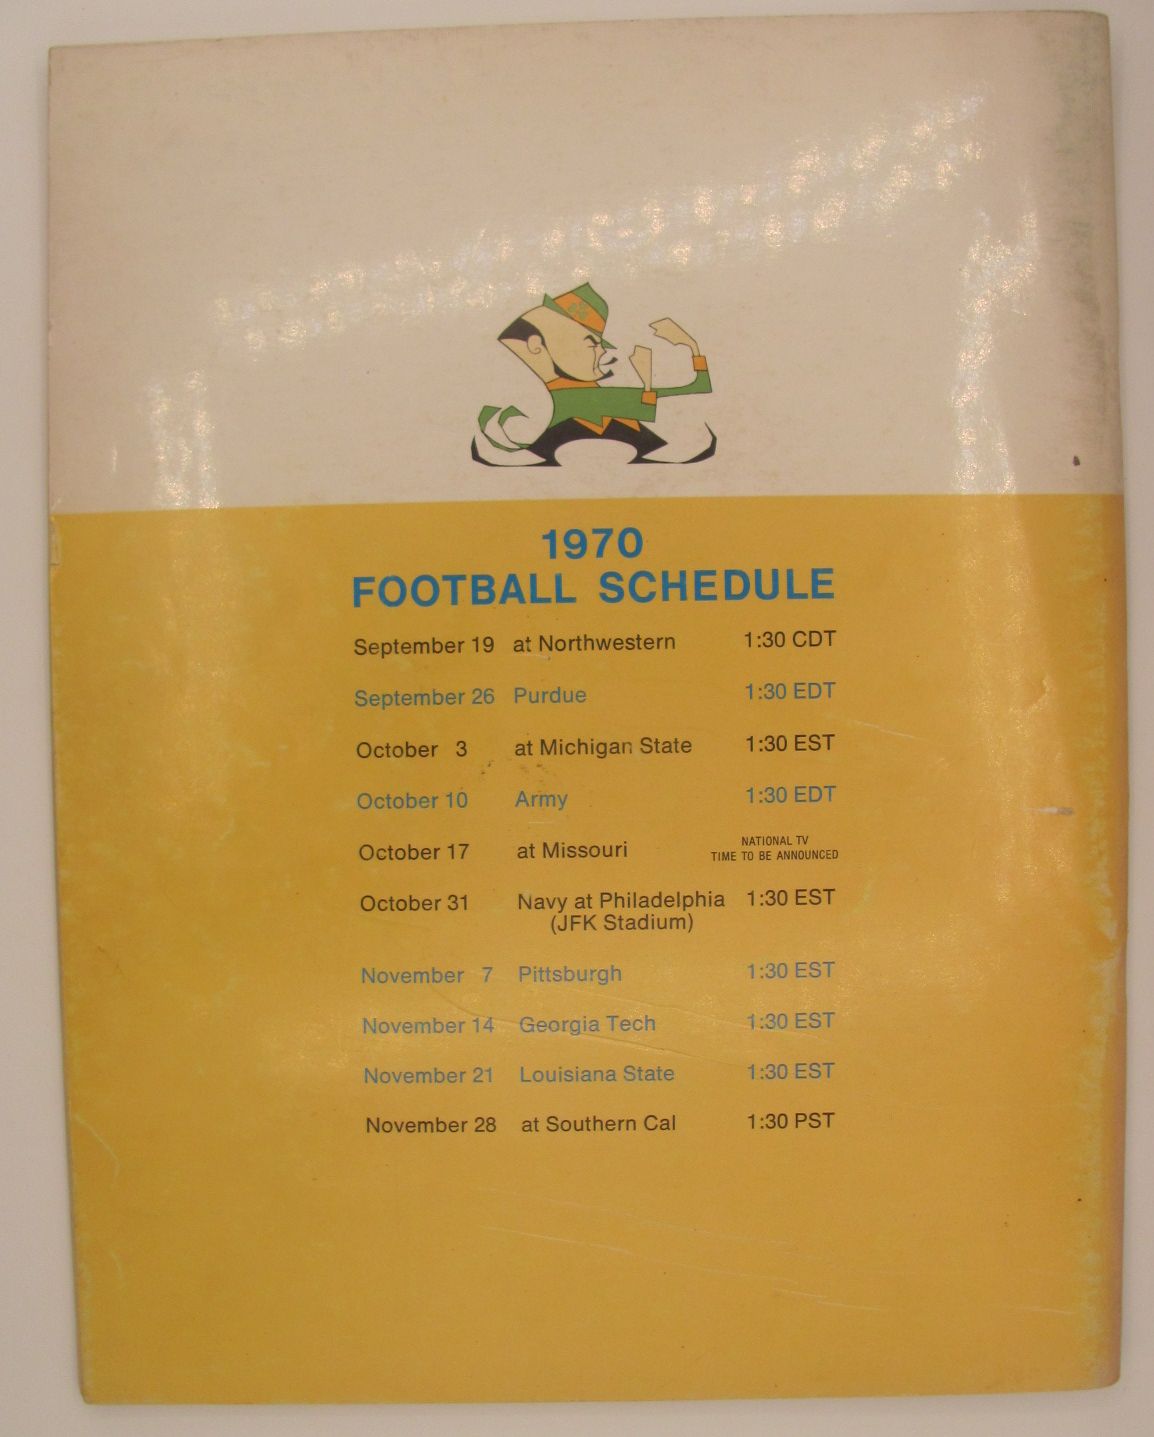 1970
FOOTBALL SCHEDULE
September 19 at Northwestern 1:30 CDT
September 26 Purdue 1:30 EDT
October 3 at Michigan State 1:30 EST
October 10 Army 1:30 EDT
October 17 at Missouri NATIONAL TV
TIME TO BE ANNOUNCED
October 31 Navy at Philadelphia 1:30 EST
(JFK Stadium)
November 7 Pittsburgh 1:30 EST
November 14 Georgia Tech 1:30 EST
November 21 Louisiana State 1:30 EST
November 28 at Southern Cal 1:30 PST